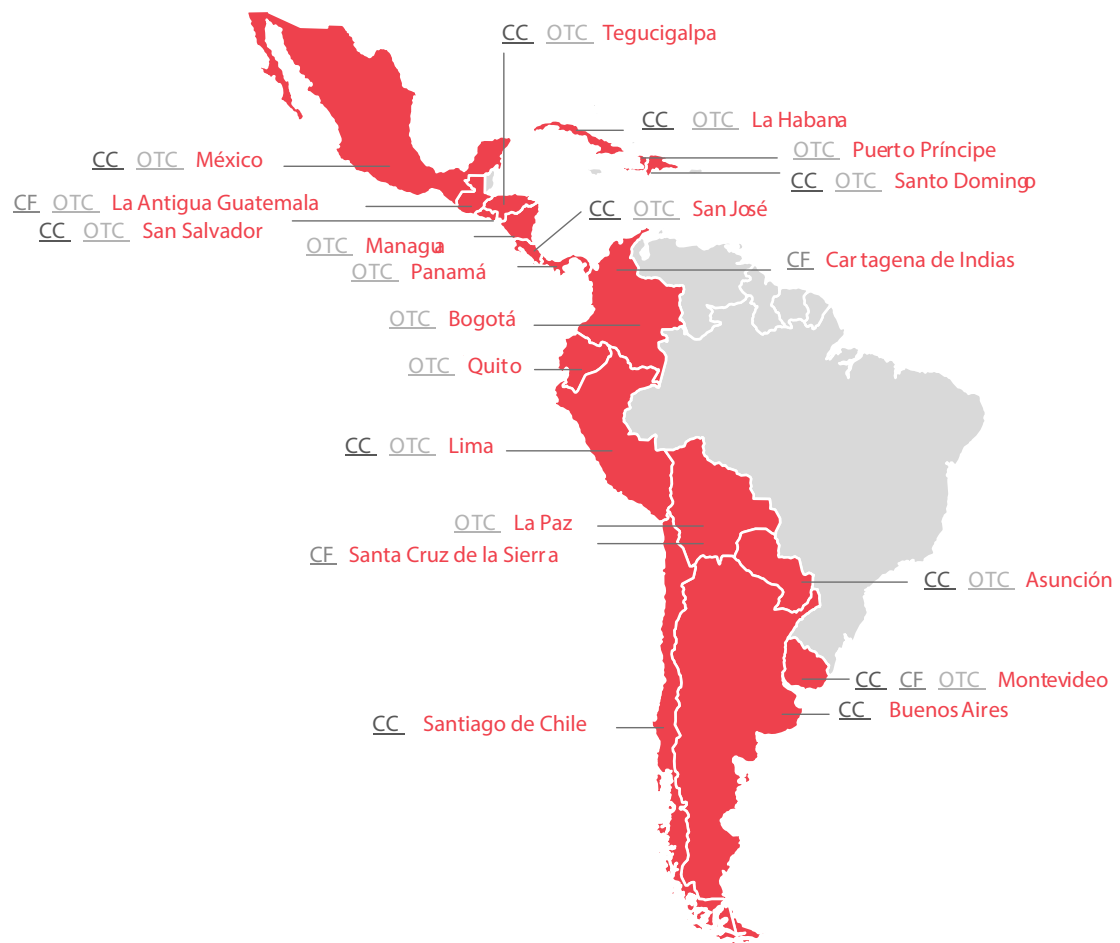 CC OTC Tegucigalpa
CC OTC La Habana
OTC Puerto Príncipe
CC OTC México
CC OTC Santo Domingo
CF OTC La Antigua Guatemala
CC OTC San José
CC OTC San Salvador
OTC Managua
CF Cartagena de Indias
OTC Panamá
OTC Bogotá
OTC Quito
CC OTC Lima
OTC La Paz
CF Santa Cruz de la Sierra
CC OTC Asunción
CC CF OTC Montevideo
CC Buenos Aires
CC Santiago de Chile